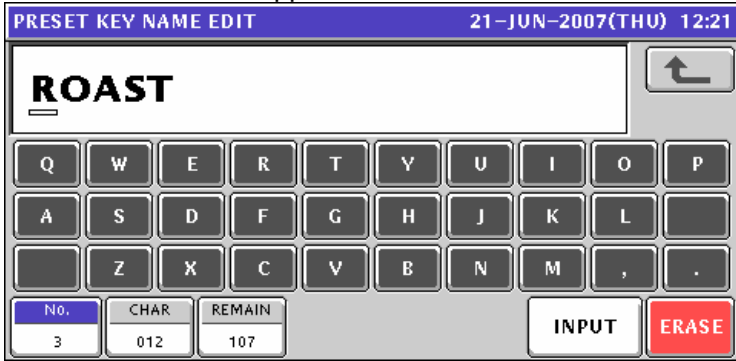 PRESET KEY NAME EDIT 21-JUN-2007(THU) 12:21
ROAST
Q W E R T Y U I O P
A S D F G H J K L
Z X C V B N M , .
No. CHAR REMAIN
3 012 107
INPUT ERASE